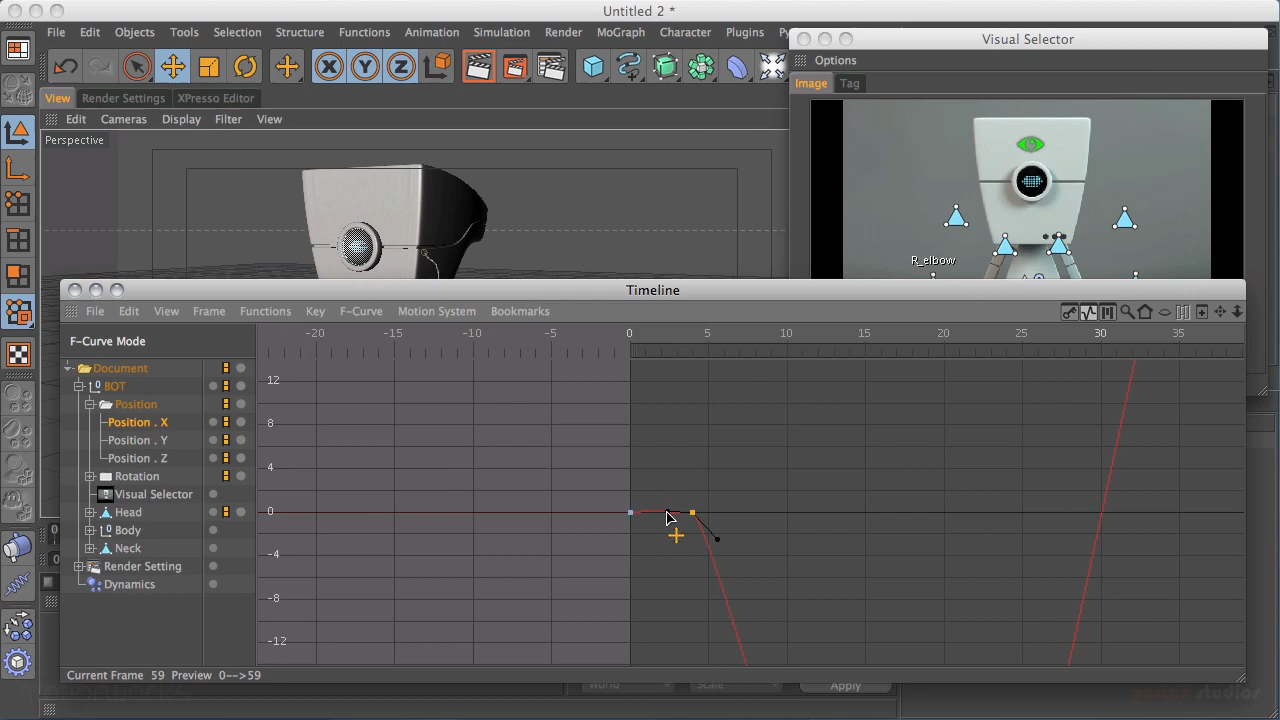 Untitled 2 *
File Edit Objects Tools Selection Structure Functions Animation Simulation Render MoGraph Character Plugins
X Y Z
View Render Settings XPresso Editor
Edit Cameras Display Filter View
Perspective
Visual Selector
Options
Image Tag
R_elbow
Timeline
File Edit View Frame Functions Key F-Curve Motion System Bookmarks
F-Curve Mode
-20 -15 -10 -5 0 5 10 15 20 25 30 35
Document
BOT
Position
Position . X
Position . Y
Position . Z
Rotation
Visual Selector
Head
Body
Neck
Render Setting
Dynamics
12
8
4
0
-4
-8
-12
Current Frame 59 Preview 0-->59
World Scale Apply